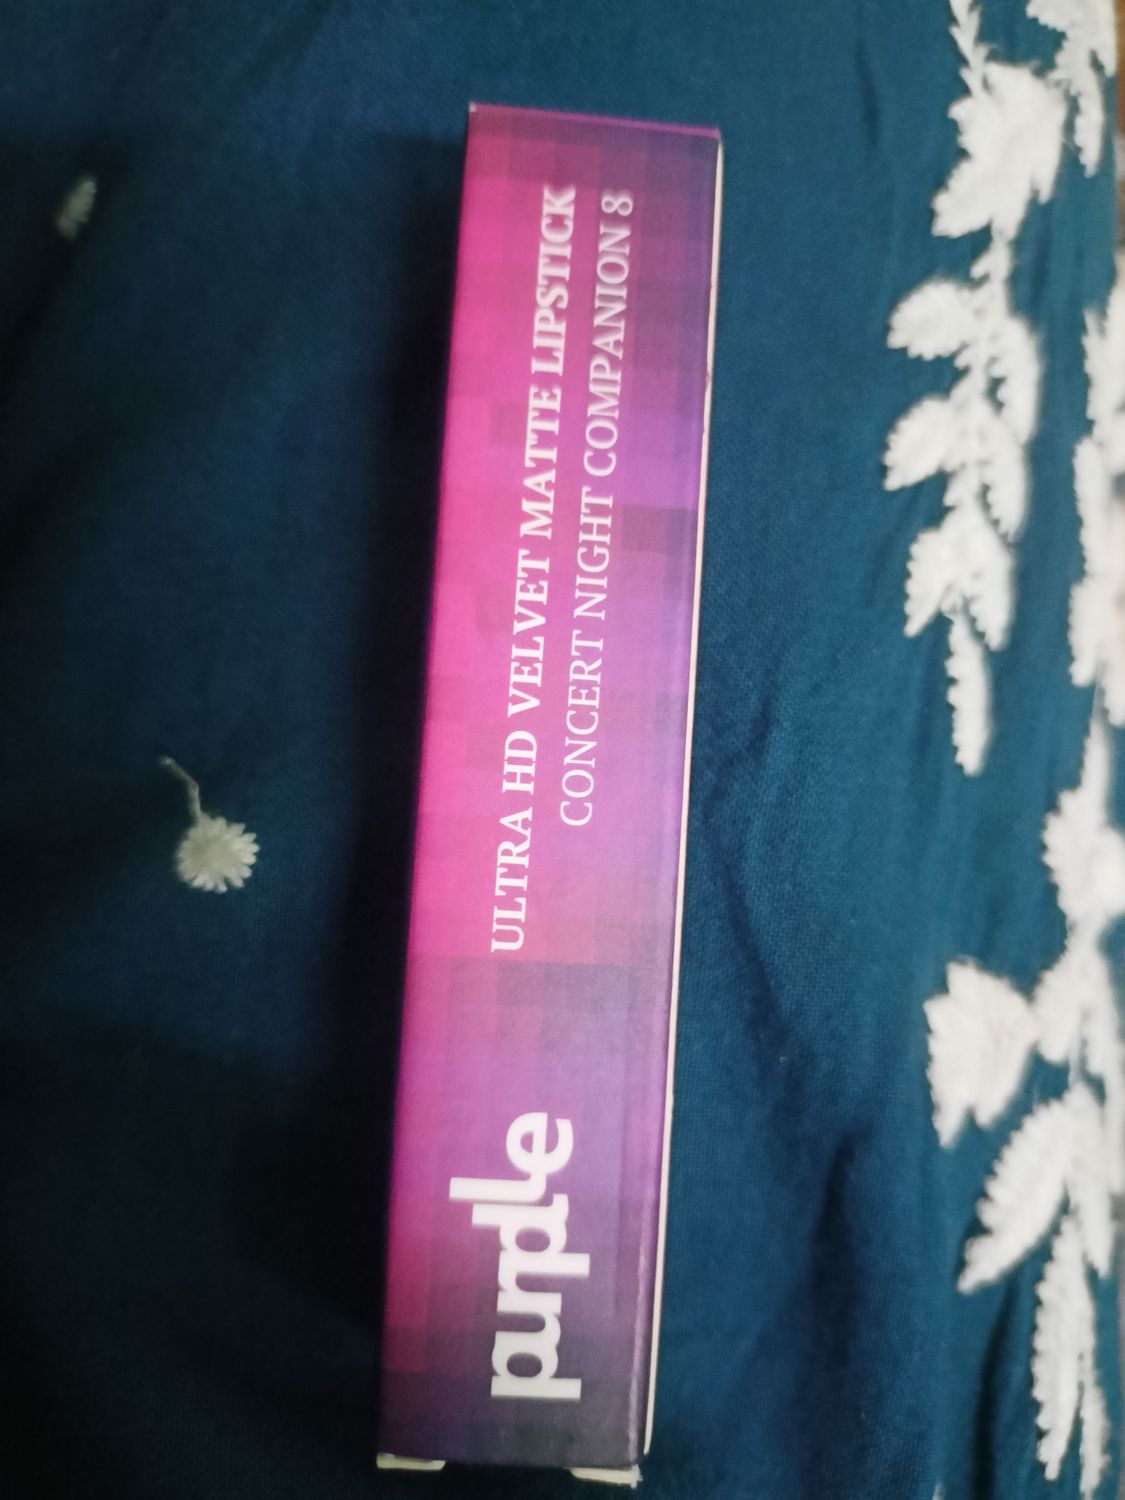 purplle
ULTRA HD VELVET MATTE LIPSTICK
CONCERT NIGHT COMPANION 8